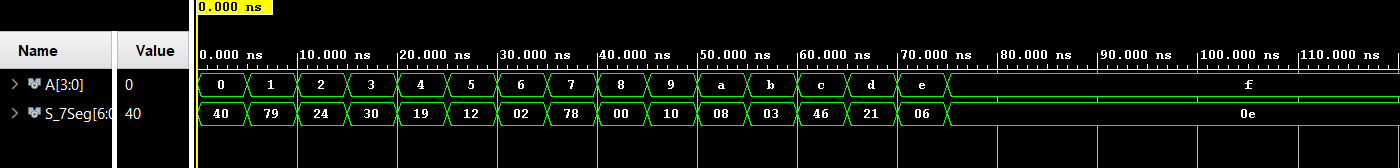 0.000 ns
Name Value 0.000 ns 10.000 ns 20.000 ns 30.000 ns 40.000 ns 50.000 ns 60.000 ns 70.000 ns 80.000 ns 90.000 ns 100.000 ns 110.000 ns
A[3:0] 0 0 1 2 3 4 5 6 7 8 9 a b c d e f
S_7Seg[6:0 40 40 79 24 30 19 12 02 78 00 10 08 03 46 21 06 0e